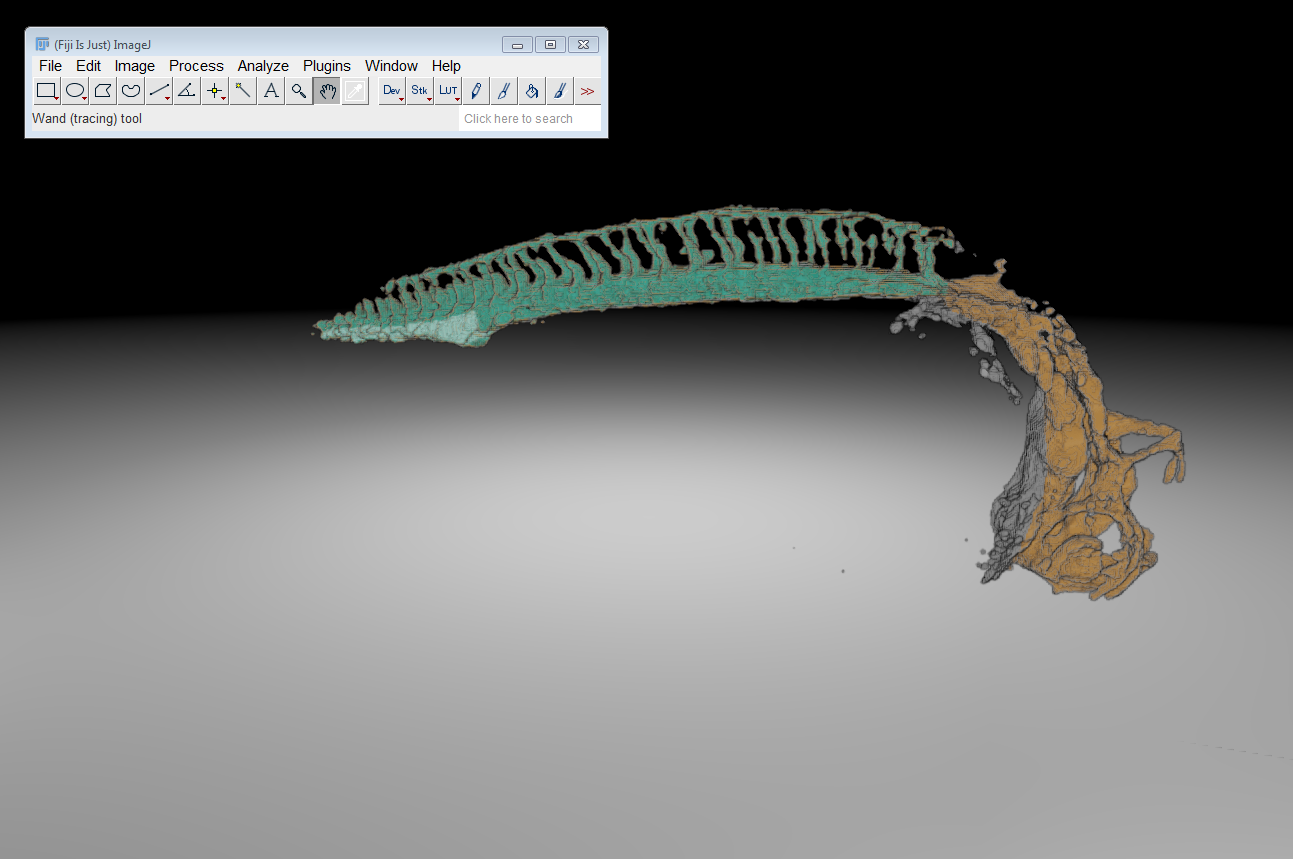 (Fiji Is Just) ImageJ
File Edit Image Process Analyze Plugins Window Help
A Dev Stk LUT >>
Wand (tracing) tool Click here to search